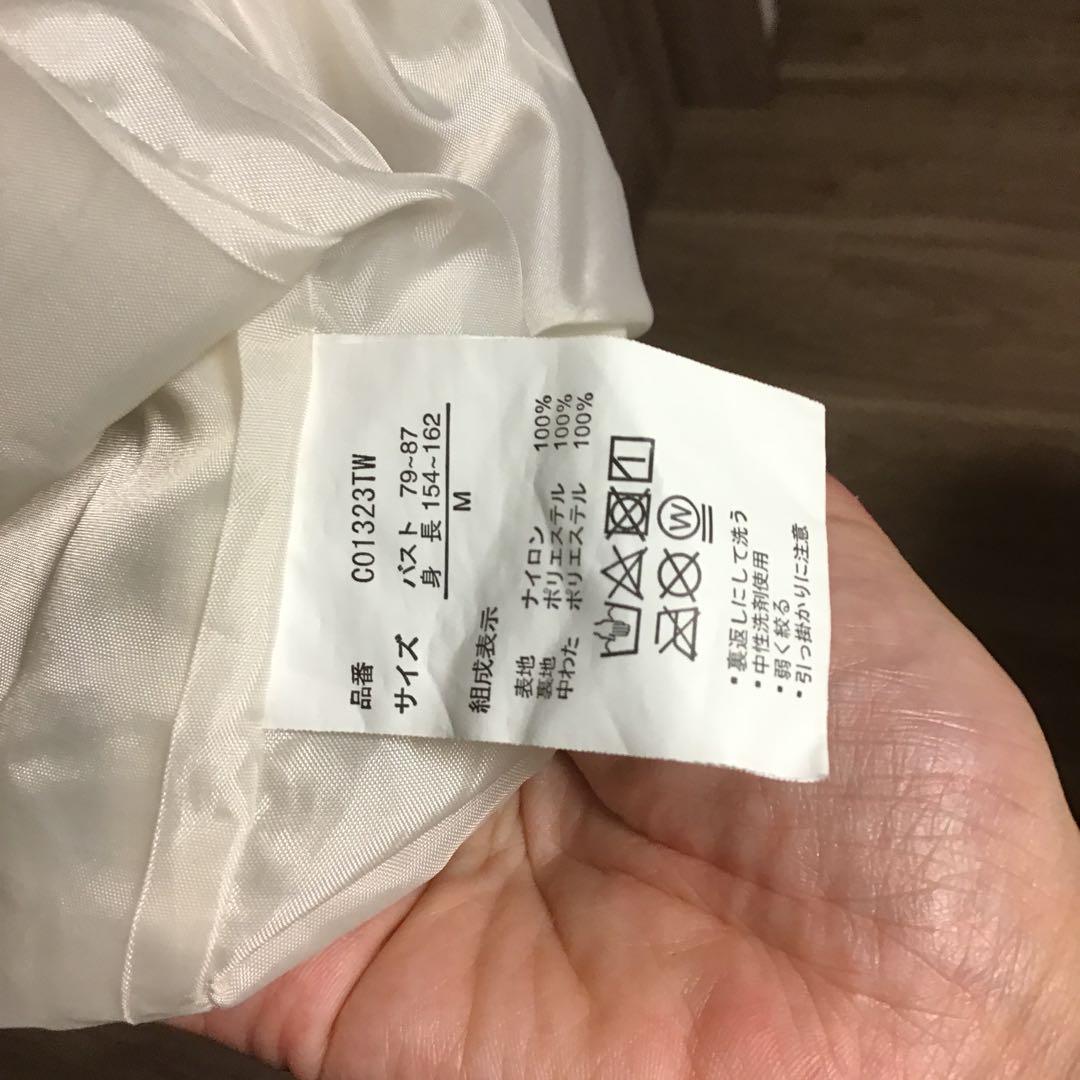 品番 C01323TW
サイズ バスト 79~87
身 長 154~162
M
組成表示
表地 ナイロン 100%
裏地 ポリエステル 100%
中わた ポリエステル 100%
W
・裏返しにして洗う
・中性洗剤使用
・弱く絞る
・引っ掛かりに注意